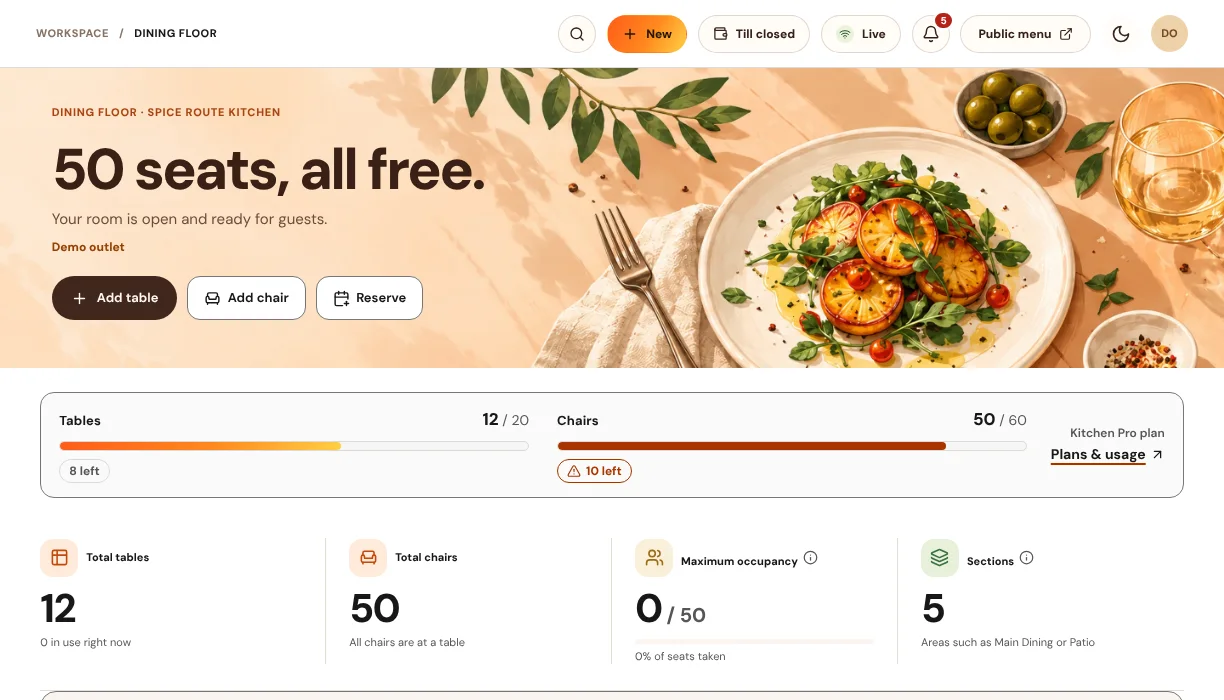 WORKSPACE / DINING FLOOR
New
Till closed
Live
5
Public menu
DO
DINING FLOOR · SPICE ROUTE KITCHEN
50 seats, all free.
Your room is open and ready for guests.
Demo outlet
Add table
Add chair
Reserve
Tables 12 / 20
8 left
Chairs 50 / 60
10 left
Kitchen Pro plan
Plans & usage
Total tables
12
0 in use right now
Total chairs
50
All chairs are at a table
Maximum occupancy
0 / 50
0% of seats taken
Sections
5
Areas such as Main Dining or Patio